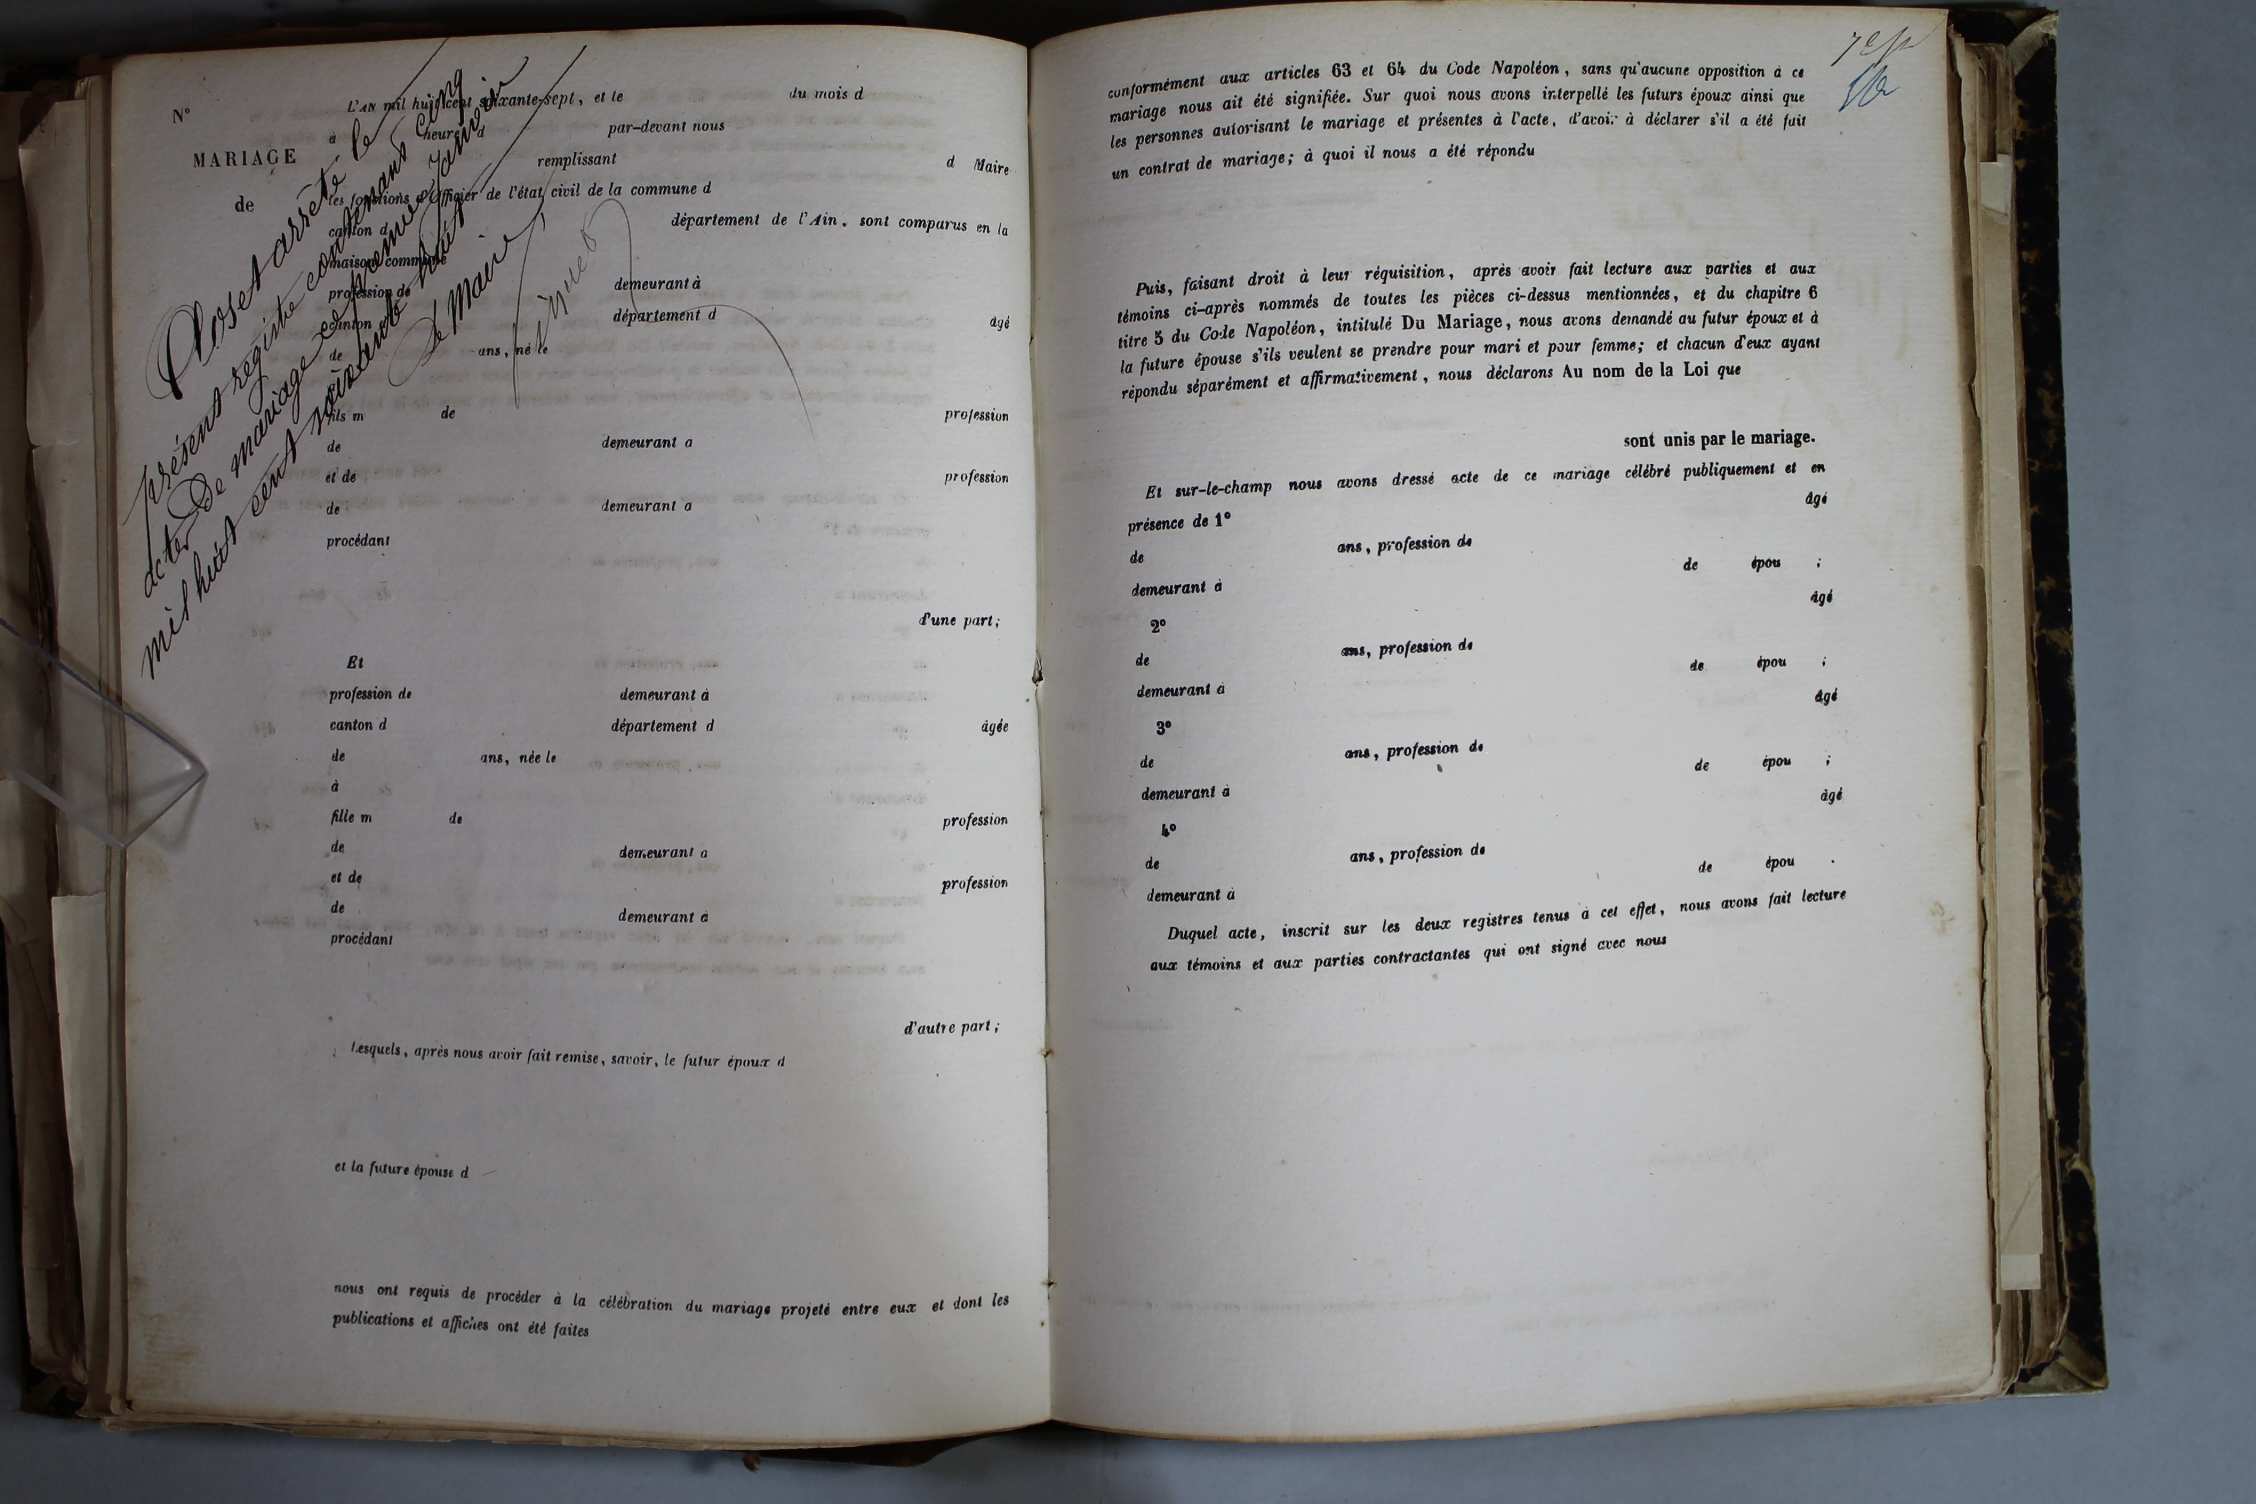 N°
MARIAGE
de
L'AN mil huit cent soixante-sept, et le du mois d
à heure d par-devant nous
remplissant d Maire
les fonctions d'officier de l'état civil de la commune d
canton d département de l'Ain, sont comparus en la
maison commune
profession de demeurant à
canton département d âgé
de ans, né le
fils m de profession
de demeurant a
et de profession
de demeurant a
procédant
d'une part;
Et
profession de demeurant à
canton d département d âgée
de ans, née le
à
fille m de profession
de demeurant a
et de profession
de demeurant à
procédant
d'autre part;
Lesquels, après nous avoir fait remise, savoir, le futur époux d
et la future épouse d
nous ont requis de procéder à la célébration du mariage projeté entre eux et dont les
publications et affiches ont été faites
Clos et arrêté le
présent registre contenant cinq
actes de mariage ce premier Janvier
mil huit cent soixante huit
Le Maire
7e
conformément aux articles 63 et 64 du Code Napoléon, sans qu'aucune opposition à ce
mariage nous ait été signifiée. Sur quoi nous avons interpellé les futurs époux ainsi que
les personnes autorisant le mariage et présentes à l'acte, d'avoir à déclarer s'il a été fait
un contrat de mariage; à quoi il nous a été répondu
Puis, faisant droit à leur réquisition, après avoir fait lecture aux parties et aux
témoins ci-après nommés de toutes les pièces ci-dessus mentionnées, et du chapitre 6
titre 5 du Code Napoléon, intitulé Du Mariage, nous avons demandé au futur époux et à
la future épouse s'ils veulent se prendre pour mari et pour femme; et chacun d'eux ayant
répondu séparément et affirmativement, nous déclarons Au nom de la Loi que
sont unis par le mariage.
Et sur-le-champ nous avons dressé acte de ce mariage célébré publiquement et en
présence de 1° âgé
de ans, profession de
demeurant à de épou ;
2° âgé
de ans, profession de
demeurant à de épou ;
3° âgé
de ans, profession de
demeurant à de épou ;
4° âgé
de ans, profession de
demeurant à de épou .
Duquel acte, inscrit sur les deux registres tenus à cet effet, nous avons fait lecture
aux témoins et aux parties contractantes qui ont signé avec nous